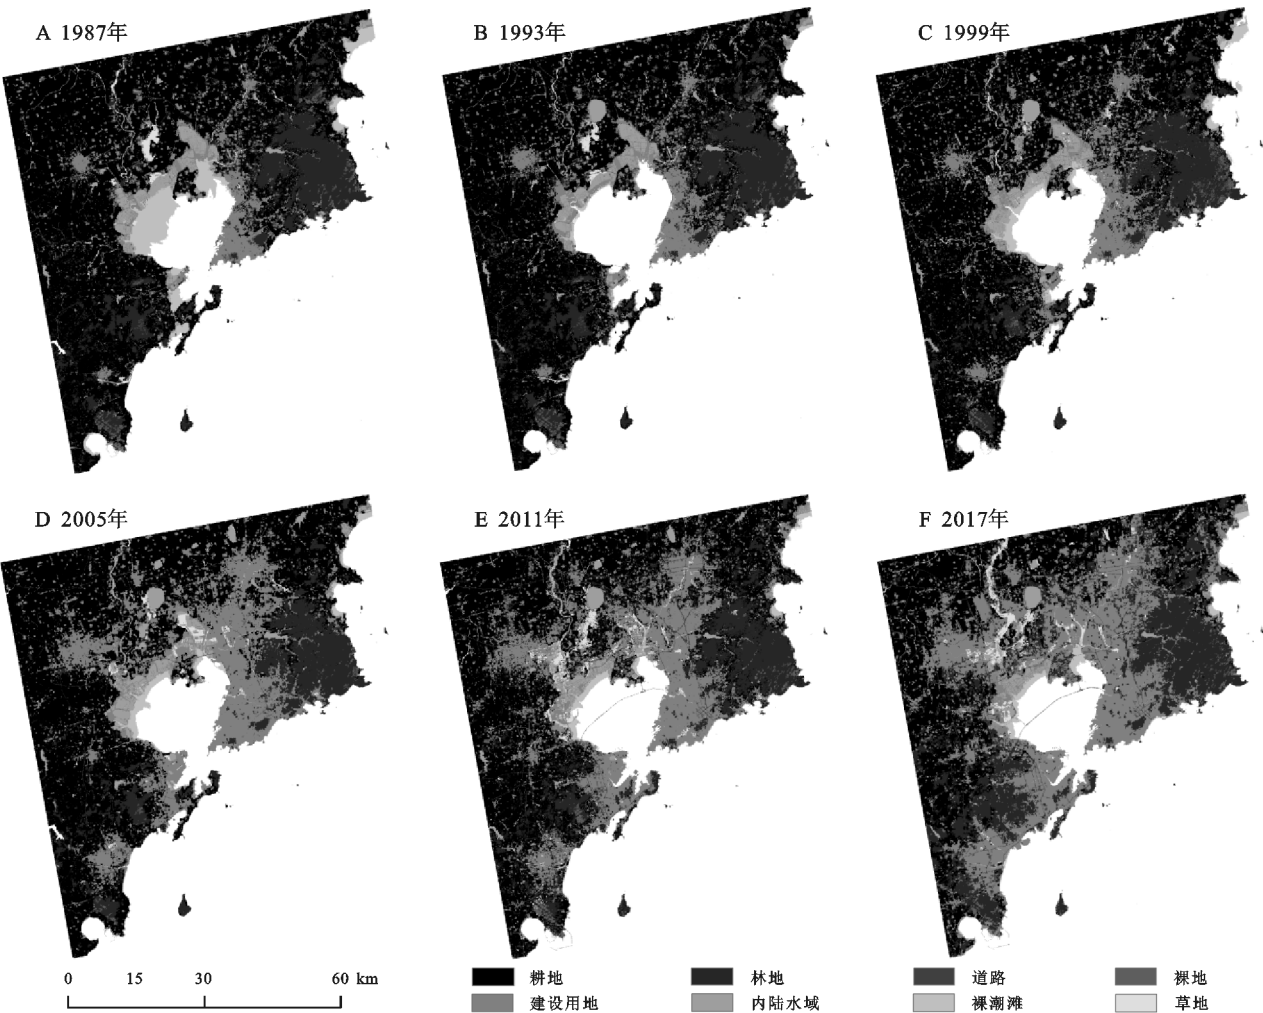 A 1987年
B 1993年
C 1999年
D 2005年
E 2011年
F 2017年
0 15 30 60 km
耕地 林地 道路 裸地
建设用地 内陆水域 裸潮滩 草地